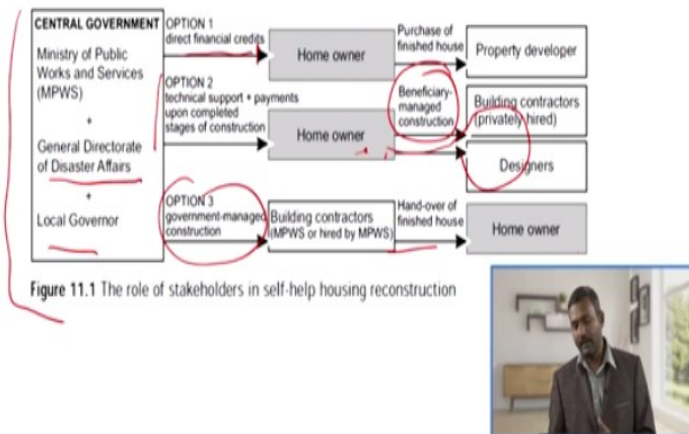 CENTRAL GOVERNMENT
Ministry of Public
Works and Services
(MPWS)
+
General Directorate
of Disaster Affairs
+
Local Governor
OPTION 1
direct financial credits
Home owner
Purchase of
finished house
Property developer
OPTION 2
technical support + payments
upon completed
stages of construction
Home owner
Beneficiary-
managed
construction
Building contractors
(privately hired)
Designers
OPTION 3
government-managed
construction
Building contractors
(MPWS or hired by MPWS)
Hand-over of
finished house
Home owner
Figure 11.1 The role of stakeholders in self-help housing reconstruction